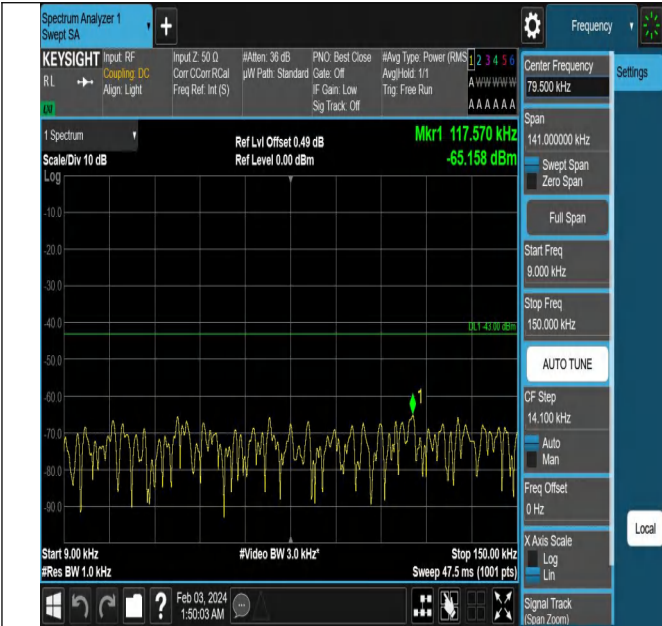 Spectrum Analyzer 1
Swept SA
Frequency
KEYSIGHT
RL
Input: RF
Coupling: DC
Align: Light
Input Z: 50 Ω
Corr CCorr RCal
Freq Ref: Int (S)
#Atten: 36 dB
µW Path: Standard
PNO: Best Close
Gate: Off
IF Gain: Low
Sig Track: Off
#Avg Type: Power (RMS
Avg|Hold: 1/1
Trig: Free Run
1 2 3 4 5 6
A W W W W W
A A A A A A
1 Spectrum
Scale/Div 10 dB
Ref Lvl Offset 0.49 dB
Ref Level 0.00 dBm
Mkr1 117.570 kHz
-65.158 dBm
Log
-10.0
-20.0
-30.0
-40.0
-50.0
-60.0
-70.0
-80.0
-90.0
DL1 -43.00 dBm
1
Start 9.00 kHz
#Res BW 1.0 kHz
#Video BW 3.0 kHz*
Stop 150.00 kHz
Sweep 47.5 ms (1001 pts)
Feb 03, 2024
1:50:03 AM
Center Frequency
79.500 kHz
Settings
Span
141.000000 kHz
Swept Span
Zero Span
Full Span
Start Freq
9.000 kHz
Stop Freq
150.000 kHz
AUTO TUNE
CF Step
14.100 kHz
Auto
Man
Freq Offset
0 Hz
X Axis Scale
Log
Lin
Local
Signal Track
(Span Zoom)